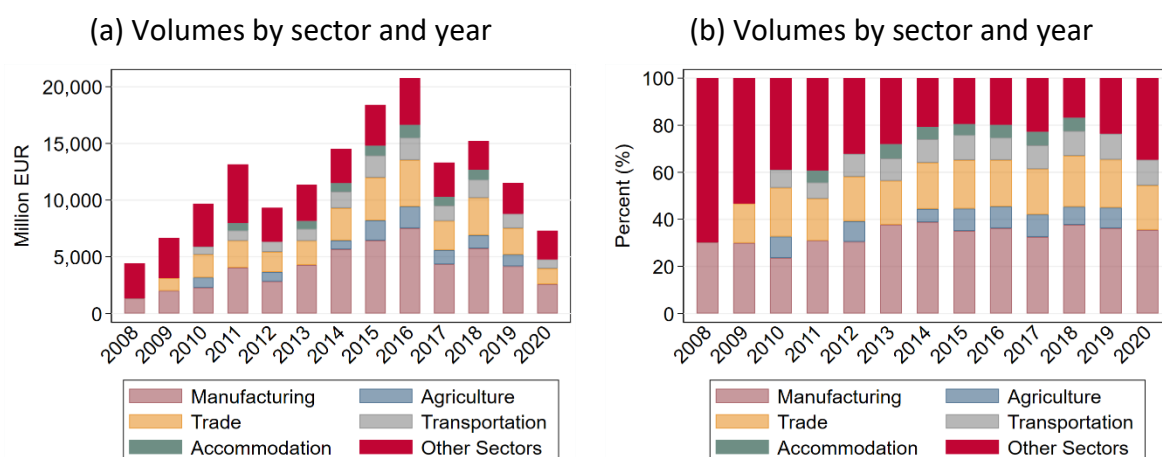 (a) Volumes by sector and year
Million EUR
20,000
15,000
10,000
5,000
0
2008 2009 2010 2011 2012 2013 2014 2015 2016 2017 2018 2019 2020
Manufacturing Agriculture
Trade Transportation
Accommodation Other Sectors
(b) Volumes by sector and year
Percent (%)
100
80
60
40
20
0
2008 2009 2010 2011 2012 2013 2014 2015 2016 2017 2018 2019 2020
Manufacturing Agriculture
Trade Transportation
Accommodation Other Sectors